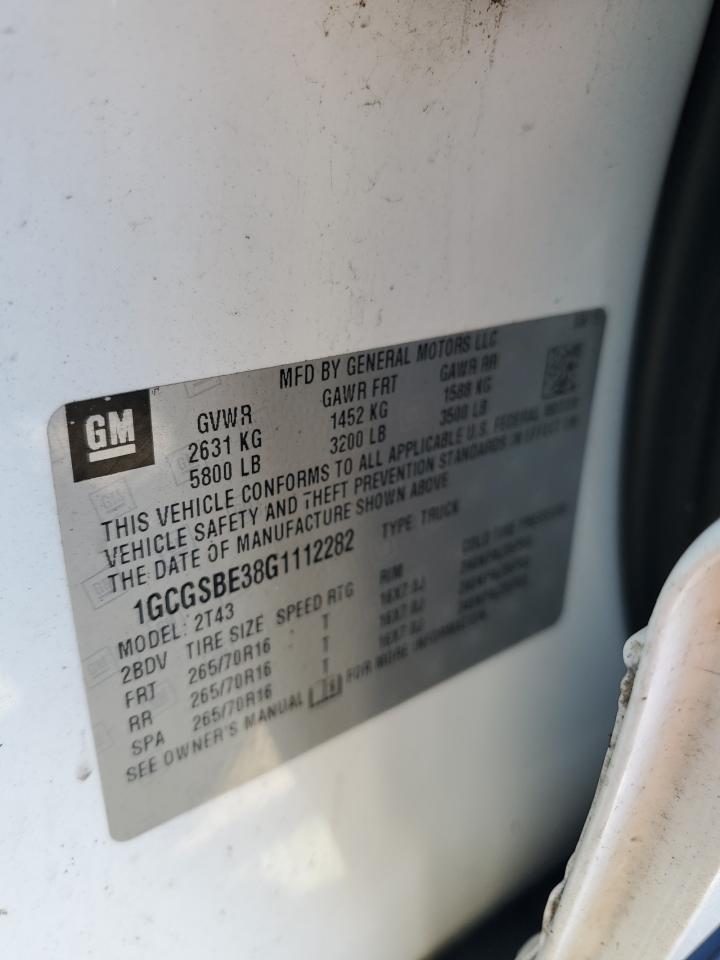 MFD BY GENERAL MOTORS LLC
GM GVWR GAWR FRT GAWR RR
2631 KG 1452 KG 1588 KG
5800 LB 3200 LB 3500 LB
THIS VEHICLE CONFORMS TO ALL APPLICABLE U.S. FEDERAL MOTOR
VEHICLE SAFETY AND THEFT PREVENTION STANDARDS IN EFFECT ON
THE DATE OF MANUFACTURE SHOWN ABOVE
1GCGSBE38G1112282 TYPE: TRUCK
MODEL: 2T43
2BDV TIRE SIZE SPEED RTG RIM COLD TIRE PRESSURE
FRT 265/70R16 T 16X7.0J
RR 265/70R16 T 16X7.0J
SPA 265/70R16 T 16X7.0J
SEE OWNER'S MANUAL FOR MORE INFORMATION.